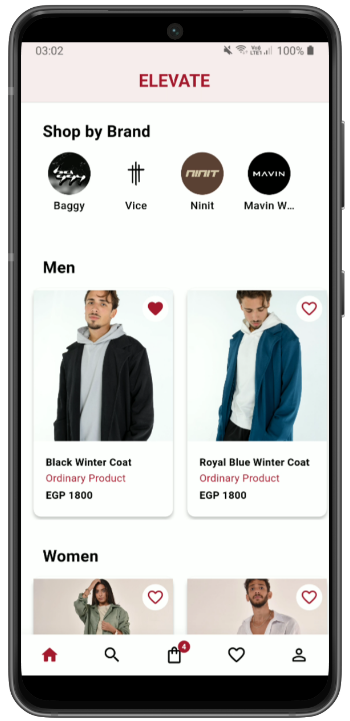 03:02
100%
ELEVATE
Shop by Brand
NINIT
MAVIN
Baggy
Vice
Ninit
Mavin W...
Men
Black Winter Coat
Ordinary Product
EGP 1800
Royal Blue Winter Coat
Ordinary Product
EGP 1800
Women
4